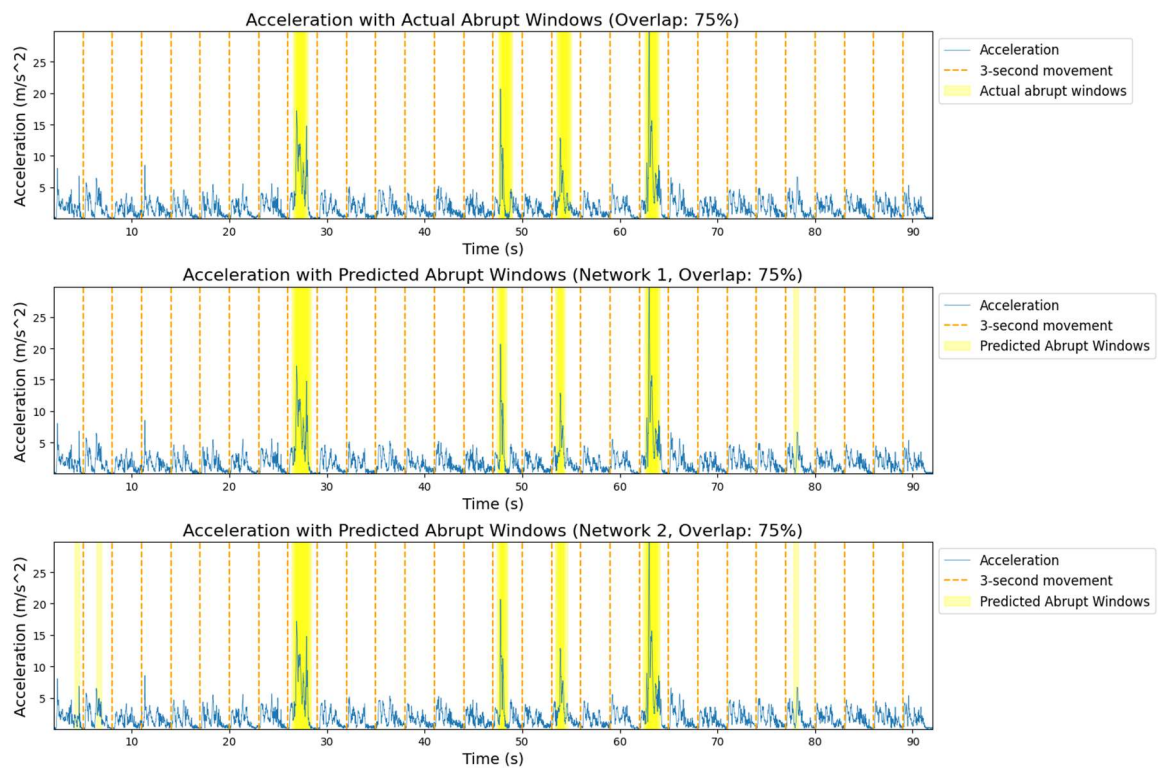 Acceleration with Actual Abrupt Windows (Overlap: 75%)
Acceleration (m/s^2)
25
20
15
10
5
10 20 30 40 50 60 70 80 90
Time (s)
Acceleration
3-second movement
Actual abrupt windows
Acceleration with Predicted Abrupt Windows (Network 1, Overlap: 75%)
Acceleration (m/s^2)
25
20
15
10
5
10 20 30 40 50 60 70 80 90
Time (s)
Acceleration
3-second movement
Predicted Abrupt Windows
Acceleration with Predicted Abrupt Windows (Network 2, Overlap: 75%)
Acceleration (m/s^2)
25
20
15
10
5
10 20 30 40 50 60 70 80 90
Time (s)
Acceleration
3-second movement
Predicted Abrupt Windows